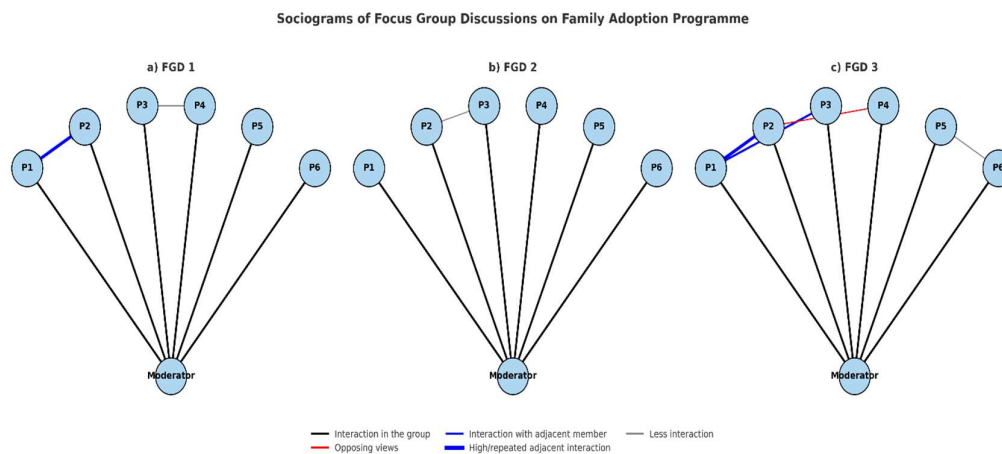 Sociograms of Focus Group Discussions on Family Adoption Programme
a) FGD 1
P1
P2
P3
P4
P5
P6
Moderator
b) FGD 2
P1
P2
P3
P4
P5
P6
Moderator
c) FGD 3
P1
P2
P3
P4
P5
P6
Moderator
Interaction in the group
Opposing views
Interaction with adjacent member
High/repeated adjacent interaction
Less interaction